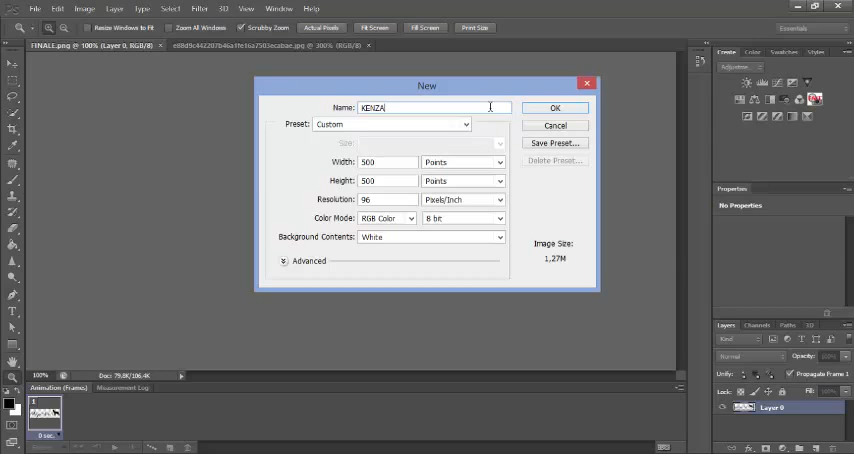 Ps File Edit Image Layer Type Select Filter 3D View Window Help
Resize Windows to Fit Zoom All Windows Scrubby Zoom Actual Pixels Fit Screen Fill Screen Print Size Essentials
FINALE.png @ 100% (Layer 0, RGB/8) × e88d9c442207b46a1fe16a7503ecabae.jpg @ 300% (RGB/8) ×
New
Name: KENZA OK
Preset: Custom Cancel
Size: Save Preset...
Width: 500 Points Delete Preset...
Height: 500 Points
Resolution: 96 Pixels/Inch
Color Mode: RGB Color 8 bit
Background Contents: White
Image Size:
1,27M
Advanced
Create Color Swatches Styles
Adjustme...
Properties
No Properties
Layers Channels Paths 3D
Kind
Normal Opacity:
Unify: Propagate Frame 1
Lock: Fill:
Layer 0
100% Doc: 79.8K/106.4K
Animation (Frames) Measurement Log
1
0 sec.